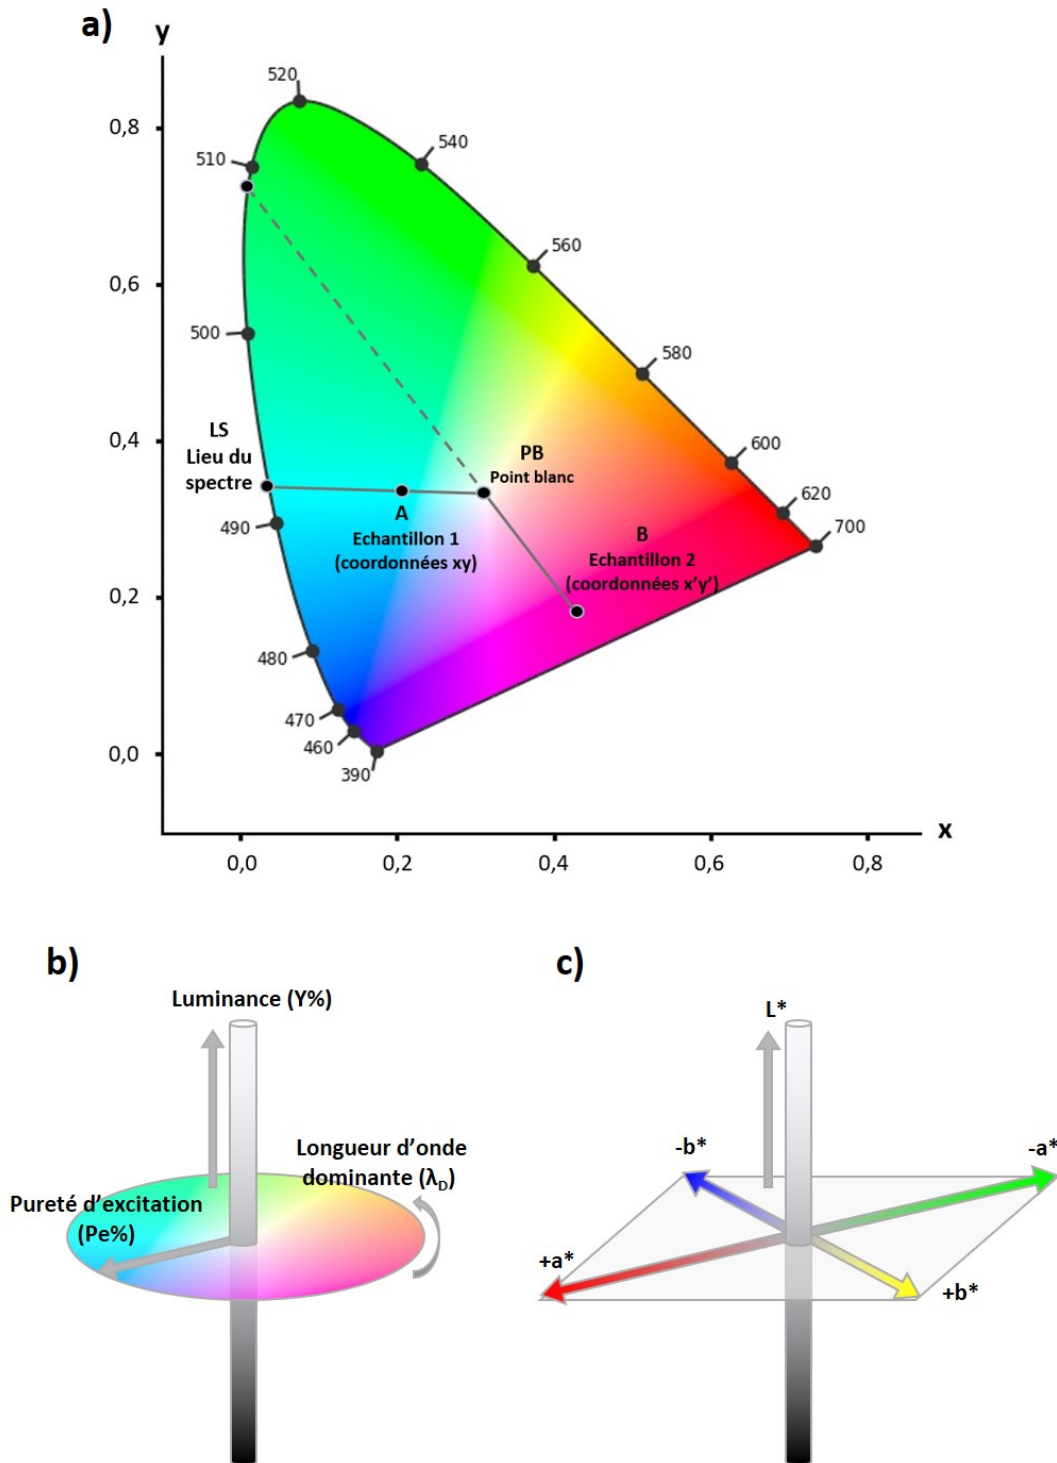 a)
y
520
0,8
540
510
560
0,6
500
580
0,4
600
LS
Lieu du
spectre
PB
Point blanc
620
700
490
A
Echantillon 1
(coordonnées xy)
B
Echantillon 2
(coordonnées x'y')
0,2
480
470
460
0,0
390
x
0,0
0,2
0,4
0,6
0,8
b)
Luminance (Y%)
Longueur d'onde
dominante (λD)
Pureté d'excitation
(Pe%)
c)
L*
-b*
-a*
+a*
+b*